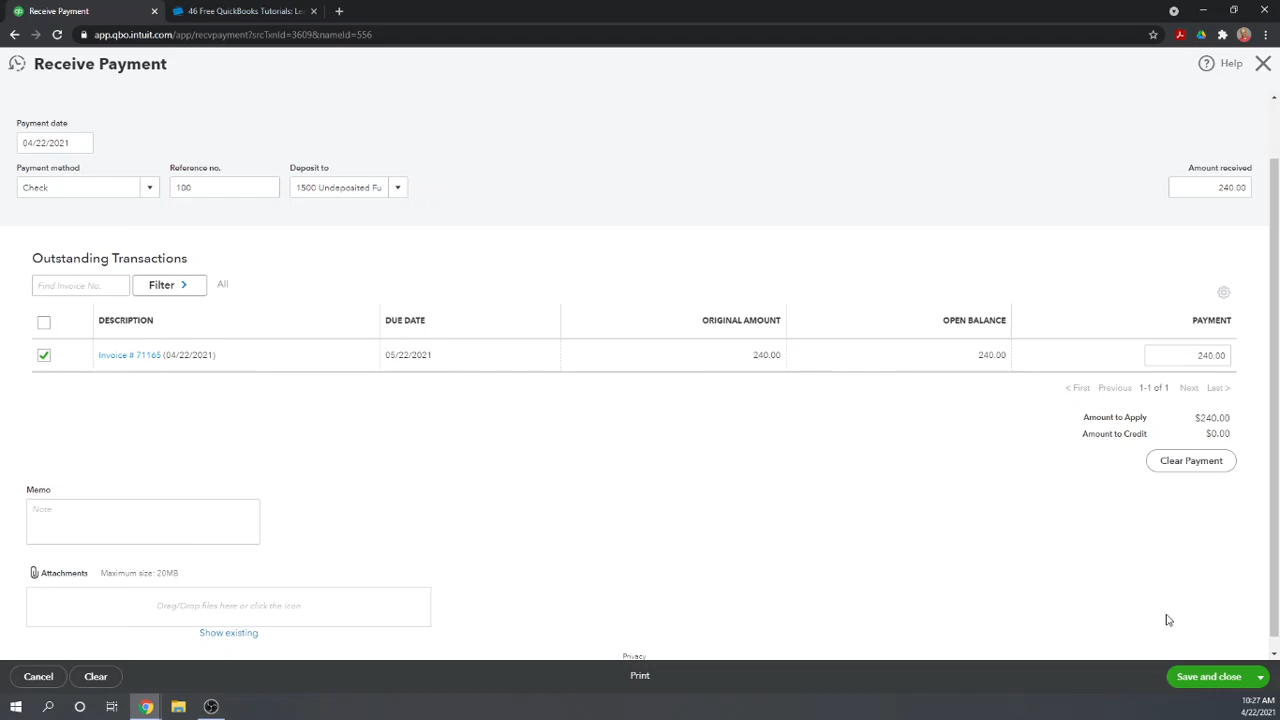 Receive Payment
46 Free QuickBooks Tutorials: Le
app.qbo.intuit.com/app/recvpayment?srcTxnId=3609&nameId=556
Receive Payment
Help
Payment date
04/22/2021
Payment method
Reference no.
Deposit to
Amount received
Check
100
1500 Undeposited Fu
240.00
Outstanding Transactions
Find Invoice No.
Filter >
All
DESCRIPTION
DUE DATE
ORIGINAL AMOUNT
OPEN BALANCE
PAYMENT
Invoice # 71165 (04/22/2021)
05/22/2021
240.00
240.00
240.00
< First Previous 1-1 of 1 Next Last >
Amount to Apply $240.00
Amount to Credit $0.00
Clear Payment
Memo
Note
Attachments Maximum size: 20MB
Drag/Drop files here or click the icon
Show existing
Privacy
Cancel
Clear
Print
Save and close
10:27 AM
4/22/2021